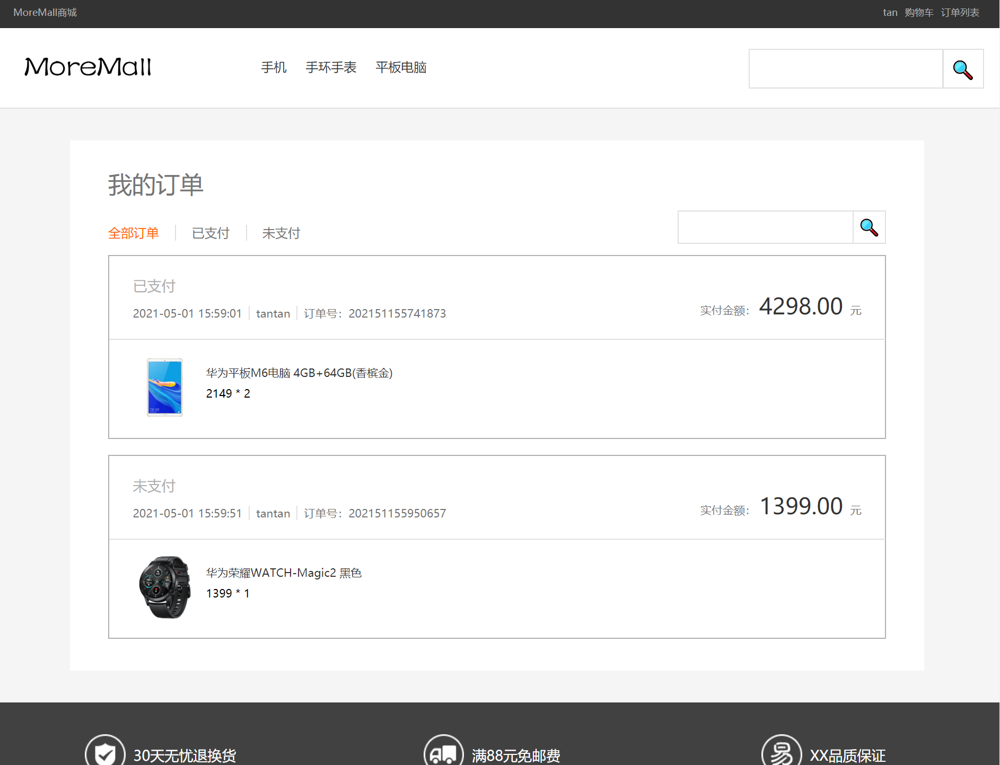 MoreMall商城
tan 购物车 订单列表
MoreMall
手机 手环手表 平板电脑
我的订单
全部订单 已支付 未支付
已支付
2021-05-01 15:59:01 tantan 订单号：202151155741873
实付金额： 4298.00 元
华为平板M6电脑 4GB+64GB(香槟金)
2149 * 2
未支付
2021-05-01 15:59:51 tantan 订单号：202151155950657
实付金额： 1399.00 元
华为荣耀WATCH-Magic2 黑色
1399 * 1
30天无忧退换货 满88元免邮费 易 XX品质保证